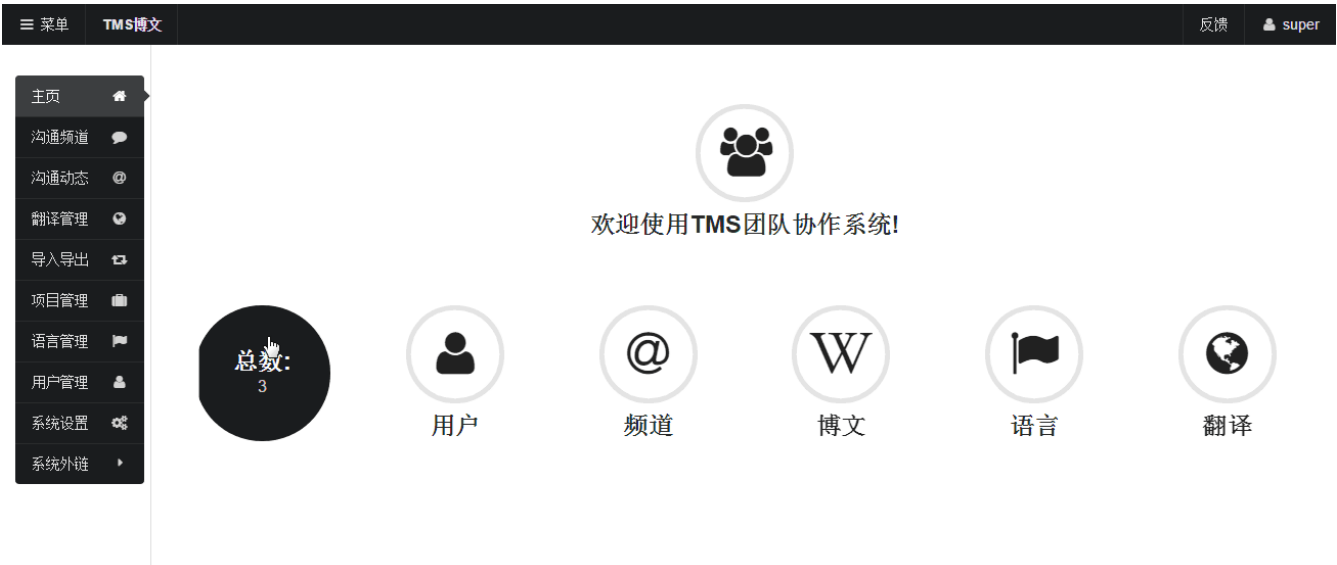 菜单 TMS博文 反馈 super
主页
沟通频道
沟通动态
翻译管理
导入导出
项目管理
语言管理
用户管理
系统设置
系统外链
欢迎使用TMS团队协作系统!
总数:
3
用户 频道 博文 语言 翻译